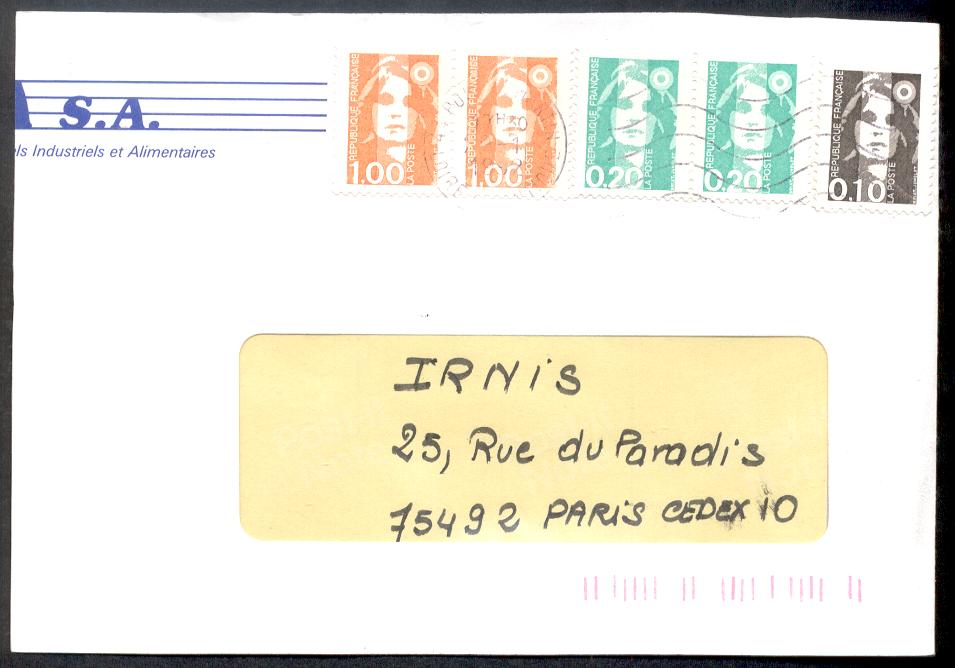 S.A.
ls Industriels et Alimentaires
REPUBLIQUE FRANÇAISE
1.00
LA POSTE
REPUBLIQUE FRANÇAISE
1.00
LA POSTE
REPUBLIQUE FRANÇAISE
0,20
LA POSTE
REPUBLIQUE FRANÇAISE
0,20
LA POSTE
REPUBLIQUE FRANÇAISE
0.10
LA POSTE
IRNiS
25, Rue du Paradis
75492 PARiS CEDEX 10